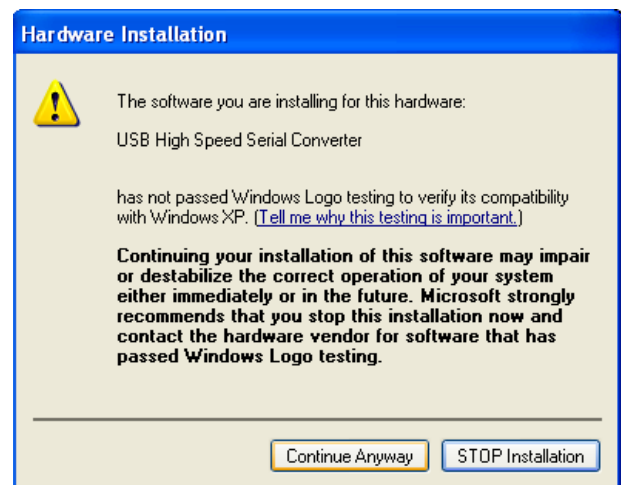 Hardware Installation
The software you are installing for this hardware:
USB High Speed Serial Converter
has not passed Windows Logo testing to verify its compatibility
with Windows XP. (Tell me why this testing is important.)
Continuing your installation of this software may impair
or destabilize the correct operation of your system
either immediately or in the future. Microsoft strongly
recommends that you stop this installation now and
contact the hardware vendor for software that has
passed Windows Logo testing.
Continue Anyway STOP Installation